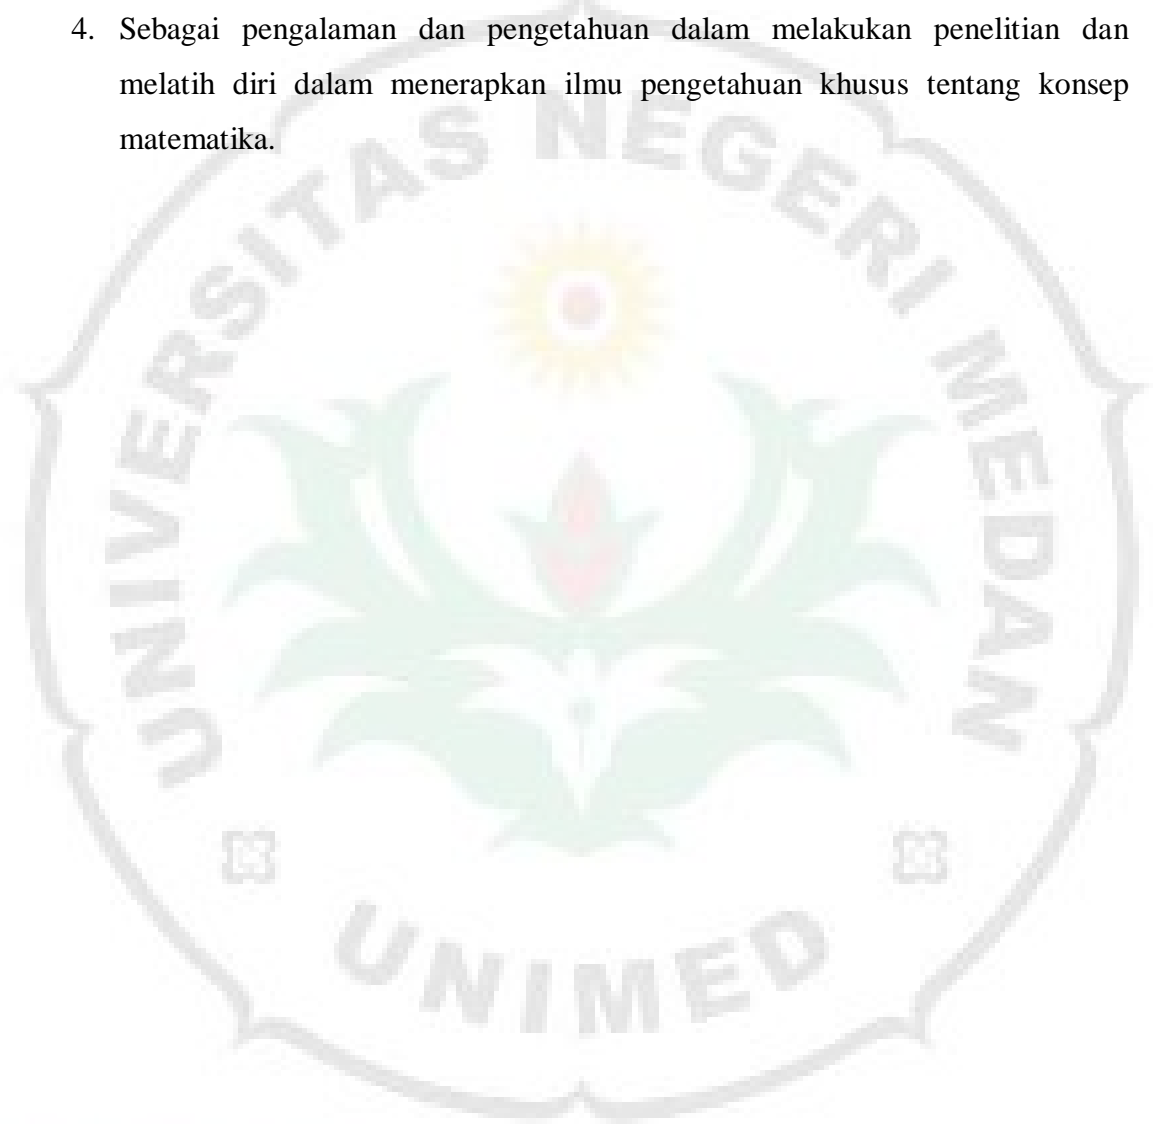 4. Sebagai pengalaman dan pengetahuan dalam melakukan penelitian dan
melatih diri dalam menerapkan ilmu pengetahuan khusus tentang konsep
matematika.
UNIVERSITAS NEGERI MEDAN
UNIMED